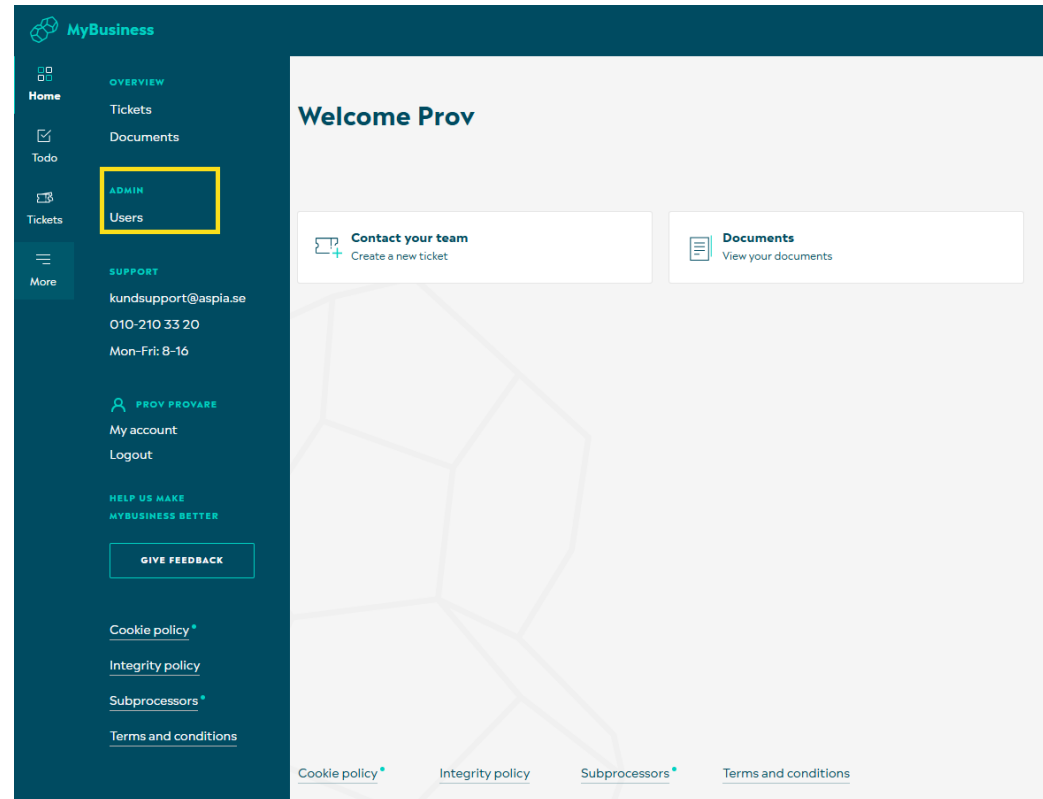 MyBusiness
Home
Todo
Tickets
More
OVERVIEW
Tickets
Documents
ADMIN
Users
SUPPORT
kundsupport@aspia.se
010-210 33 20
Mon-Fri: 8-16
PROV PROVARE
My account
Logout
HELP US MAKE
MYBUSINESS BETTER
GIVE FEEDBACK
Cookie policy
Integrity policy
Subprocessors
Terms and conditions
Welcome Prov
Contact your team
Create a new ticket
Documents
View your documents
Cookie policy Integrity policy Subprocessors Terms and conditions